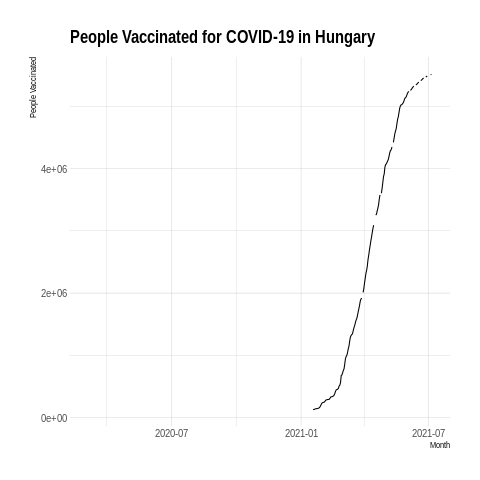 People Vaccinated for COVID-19 in Hungary
People Vaccinated
4e+06
2e+06
0e+00
2020-07
2021-01
2021-07
Month